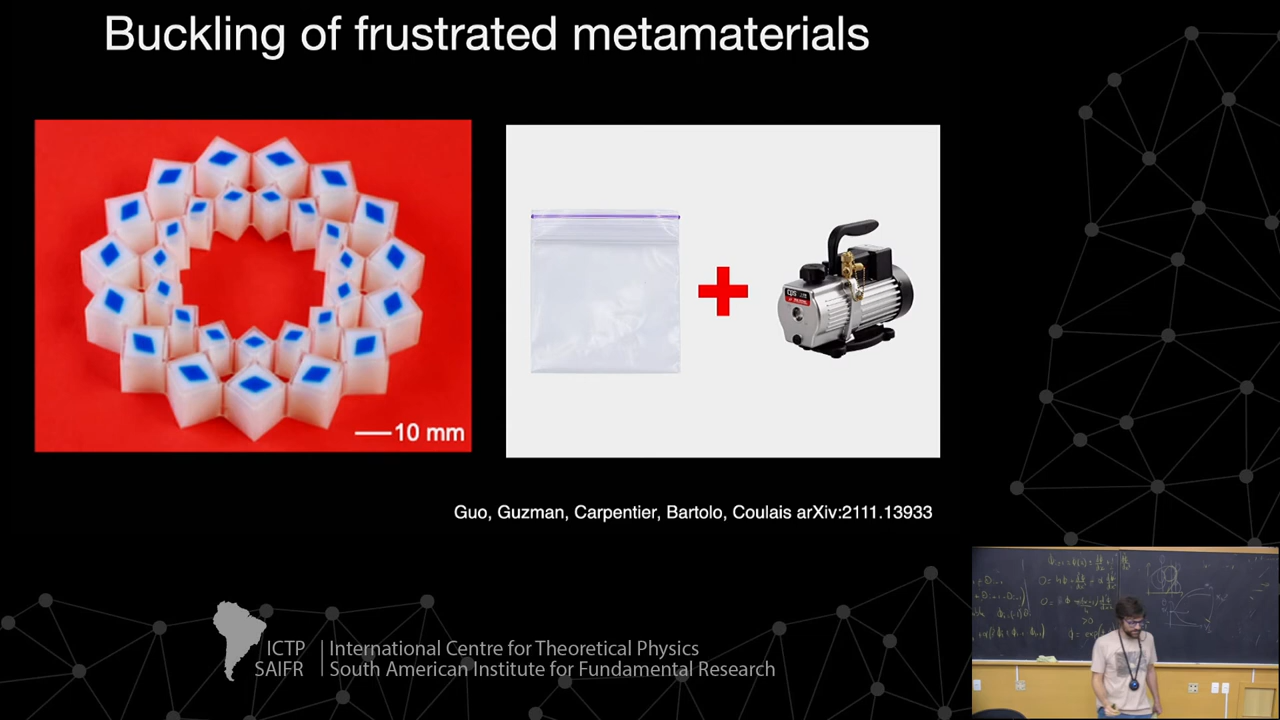 Buckling of frustrated metamaterials
10 mm
Guo, Guzman, Carpentier, Bartolo, Coulais arXiv:2111.13933
ICTP
SAIFR
International Centre for Theoretical Physics
South American Institute for Fundamental Research